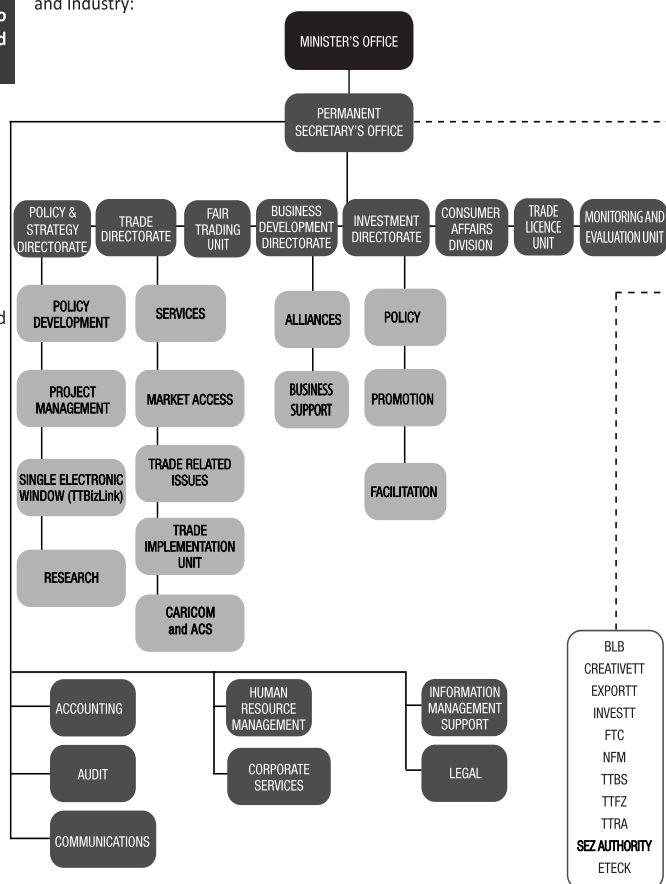 and Industry:
o
d
MINISTER'S OFFICE
PERMANENT
SECRETARY'S OFFICE
POLICY &
STRATEGY
DIRECTORATE
TRADE
DIRECTORATE
FAIR
TRADING
UNIT
BUSINESS
DEVELOPMENT
DIRECTORATE
INVESTMENT
DIRECTORATE
CONSUMER
AFFAIRS
DIVISION
TRADE
LICENCE
UNIT
MONITORING AND
EVALUATION UNIT
d
POLICY
DEVELOPMENT
PROJECT
MANAGEMENT
SINGLE ELECTRONIC
WINDOW (TTBizLink)
RESEARCH
SERVICES
MARKET ACCESS
TRADE RELATED
ISSUES
TRADE
IMPLEMENTATION
UNIT
CARICOM
and ACS
ALLIANCES
BUSINESS
SUPPORT
POLICY
PROMOTION
FACILITATION
ACCOUNTING
AUDIT
COMMUNICATIONS
HUMAN
RESOURCE
MANAGEMENT
CORPORATE
SERVICES
INFORMATION
MANAGEMENT
SUPPORT
LEGAL
BLB
CREATIVETT
EXPORTT
INVESTT
FTC
NFM
TTBS
TTFZ
TTRA
SEZ AUTHORITY
ETECK